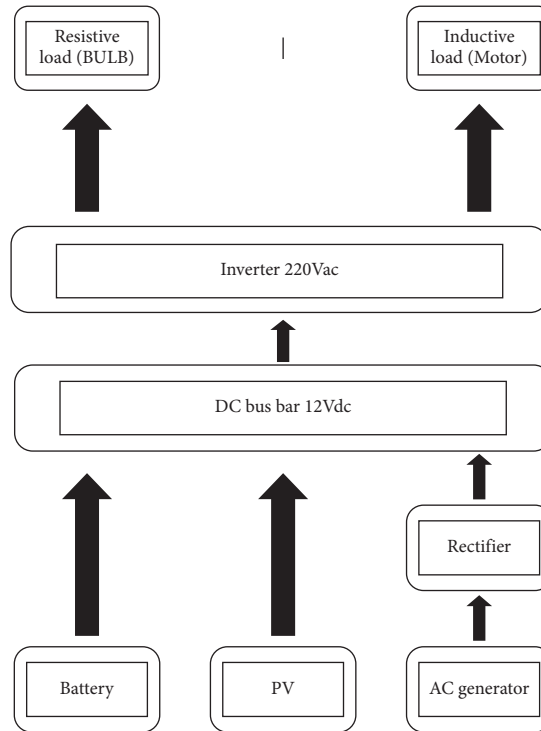 Resistive
load (BULB)
|
Inductive
load (Motor)
Inverter 220Vac
DC bus bar 12Vdc
Rectifier
Battery
PV
AC generator